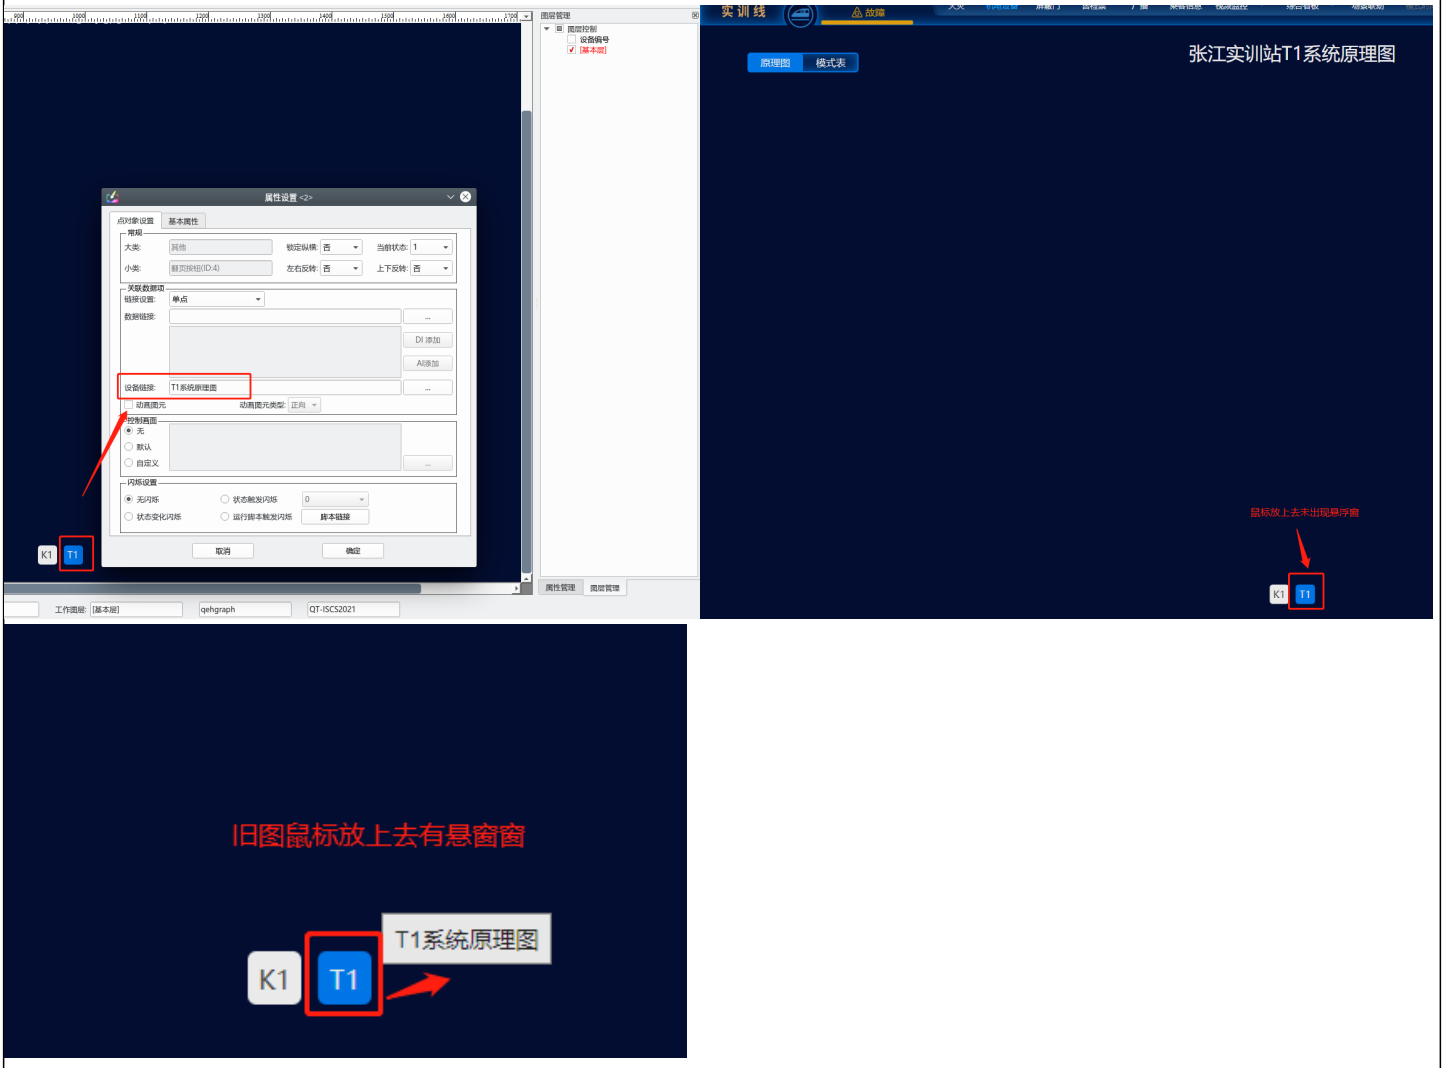 900 1000 1100 1200 1300 1400 1500 1600 1700
图层管理
图层控制
设备编号
[基本层]
属性设置 <2>
点对象设置 基本属性
常规
大类: 其他 锁定纵横: 否 当前状态: 1
小类: 翻页按钮(ID:4) 左右反转: 否 上下反转: 否
关联数据项
链接设置: 单点
数据链接: ...
DI 添加
AI添加
设备链接: T1系统原理图 ...
动画图元 动画图元类型: 正向
控制画面
无
默认
自定义 ...
闪烁设置
无闪烁 状态触发闪烁 0
状态变化闪烁 运行脚本触发闪烁 脚本链接
取消 确定
K1 T1
属性管理 图层管理
工作图层: [基本层] qehgraph QT-ISCS2021
实训线 故障
原理图 模式表
张江实训站T1系统原理图
鼠标放上去未出现悬浮窗
K1 T1
旧图鼠标放上去有悬窗窗
T1系统原理图
K1 T1